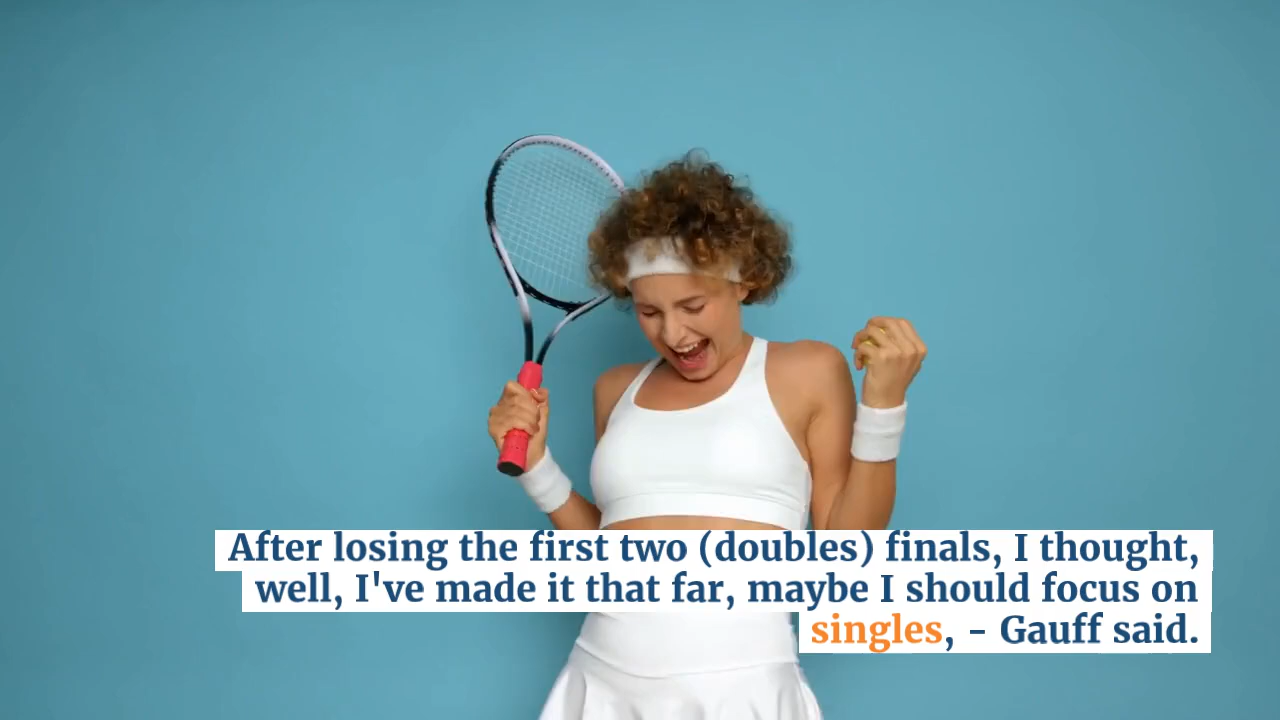 After losing the first two (doubles) finals, I thought,
well, I've made it that far, maybe I should focus on
singles, - Gauff said.